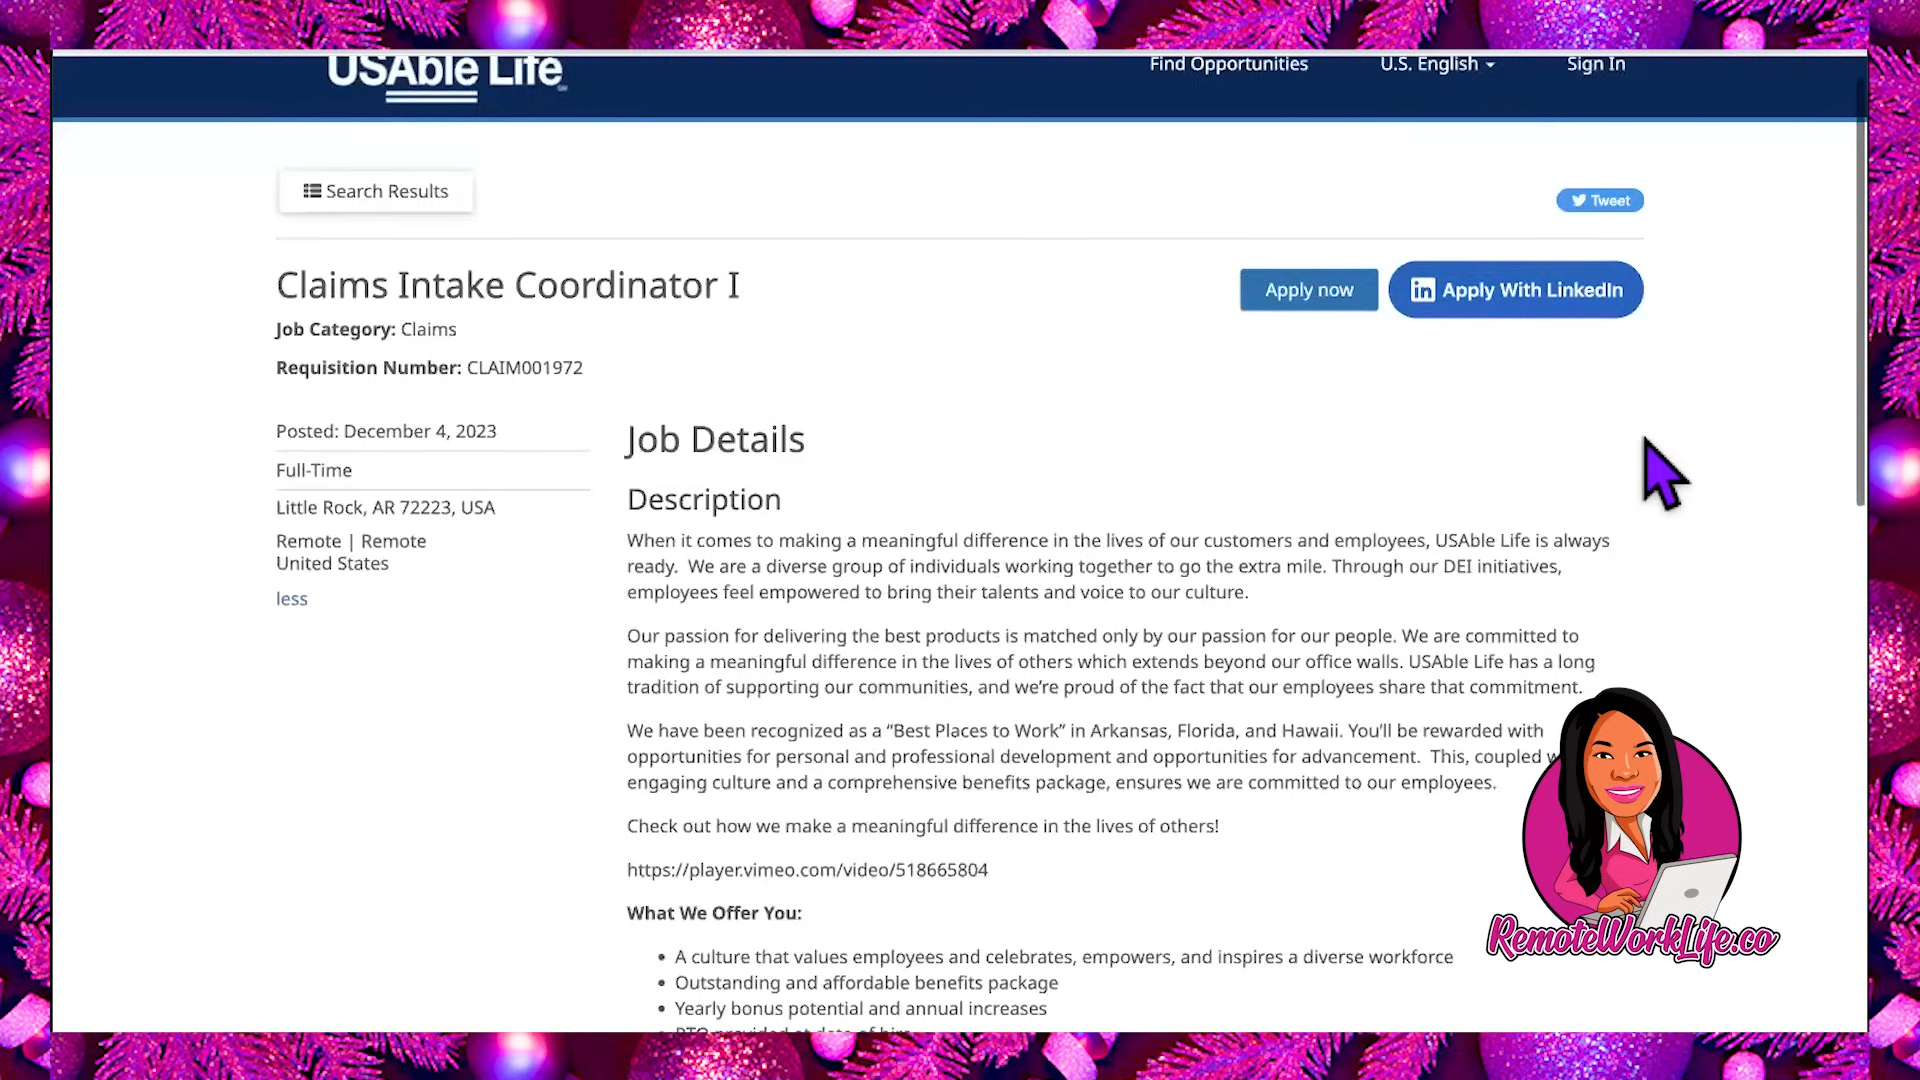 USAble Life
Find Opportunities
U.S. English
Sign In
Search Results
Tweet
Claims Intake Coordinator I
Apply now
in Apply With LinkedIn
Job Category: Claims
Requisition Number: CLAIM001972
Posted: December 4, 2023
Full-Time
Little Rock, AR 72223, USA
Remote | Remote
United States
less
Job Details
Description
When it comes to making a meaningful difference in the lives of our customers and employees, USAble Life is always
ready.  We are a diverse group of individuals working together to go the extra mile. Through our DEI initiatives,
employees feel empowered to bring their talents and voice to our culture.
Our passion for delivering the best products is matched only by our passion for our people. We are committed to
making a meaningful difference in the lives of others which extends beyond our office walls. USAble Life has a long
tradition of supporting our communities, and we’re proud of the fact that our employees share that commitment.
We have been recognized as a “Best Places to Work” in Arkansas, Florida, and Hawaii. You’ll be rewarded with
opportunities for personal and professional development and opportunities for advancement.  This, coupled
engaging culture and a comprehensive benefits package, ensures we are committed to our employees.
Check out how we make a meaningful difference in the lives of others!
https://player.vimeo.com/video/518665804
What We Offer You:
• A culture that values employees and celebrates, empowers, and inspires a diverse workforce
• Outstanding and affordable benefits package
• Yearly bonus potential and annual increases
• PTO provided at date of hire
RemoteWorkLife.co